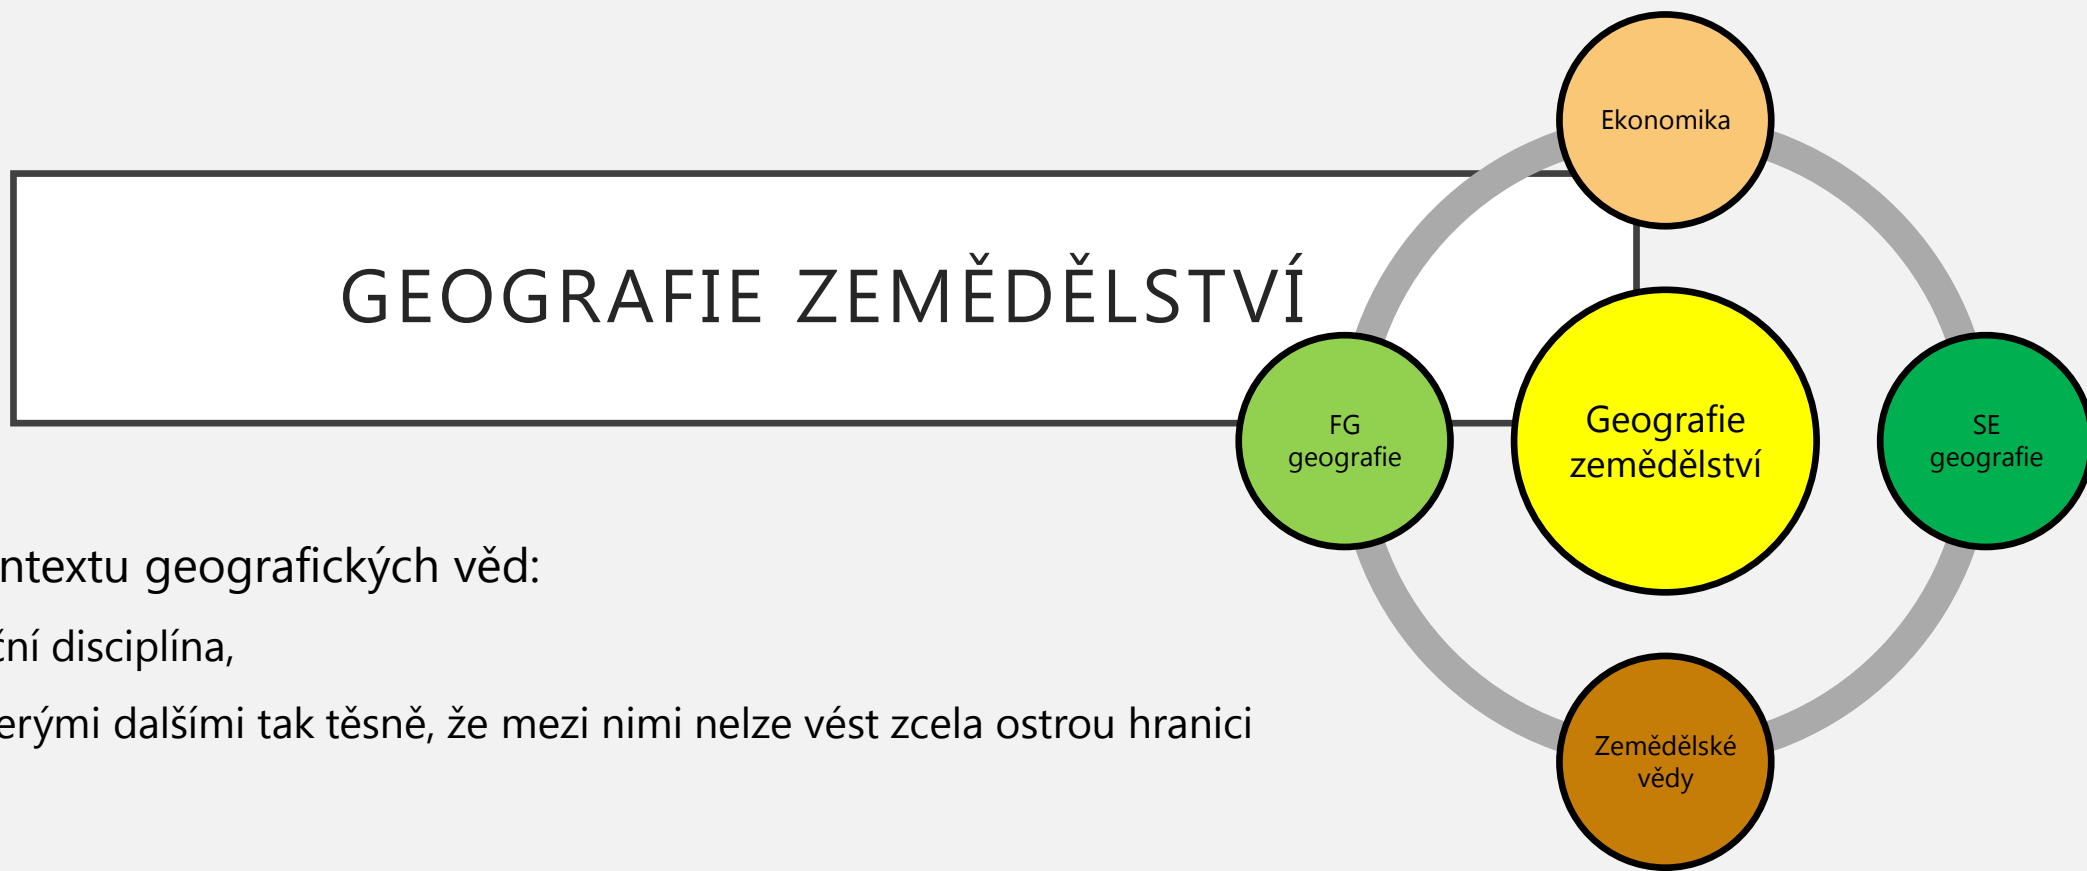 GEOGRAFIE ZEMĚDĚLSTVÍ
ntextu geografických věd:
ční disciplína,
erými dalšími tak těsně, že mezi nimi nelze vést zcela ostrou hranici
Ekonomika
FG
geografie
Geografie
zemědělství
SE
geografie
Zemědělské
vědy